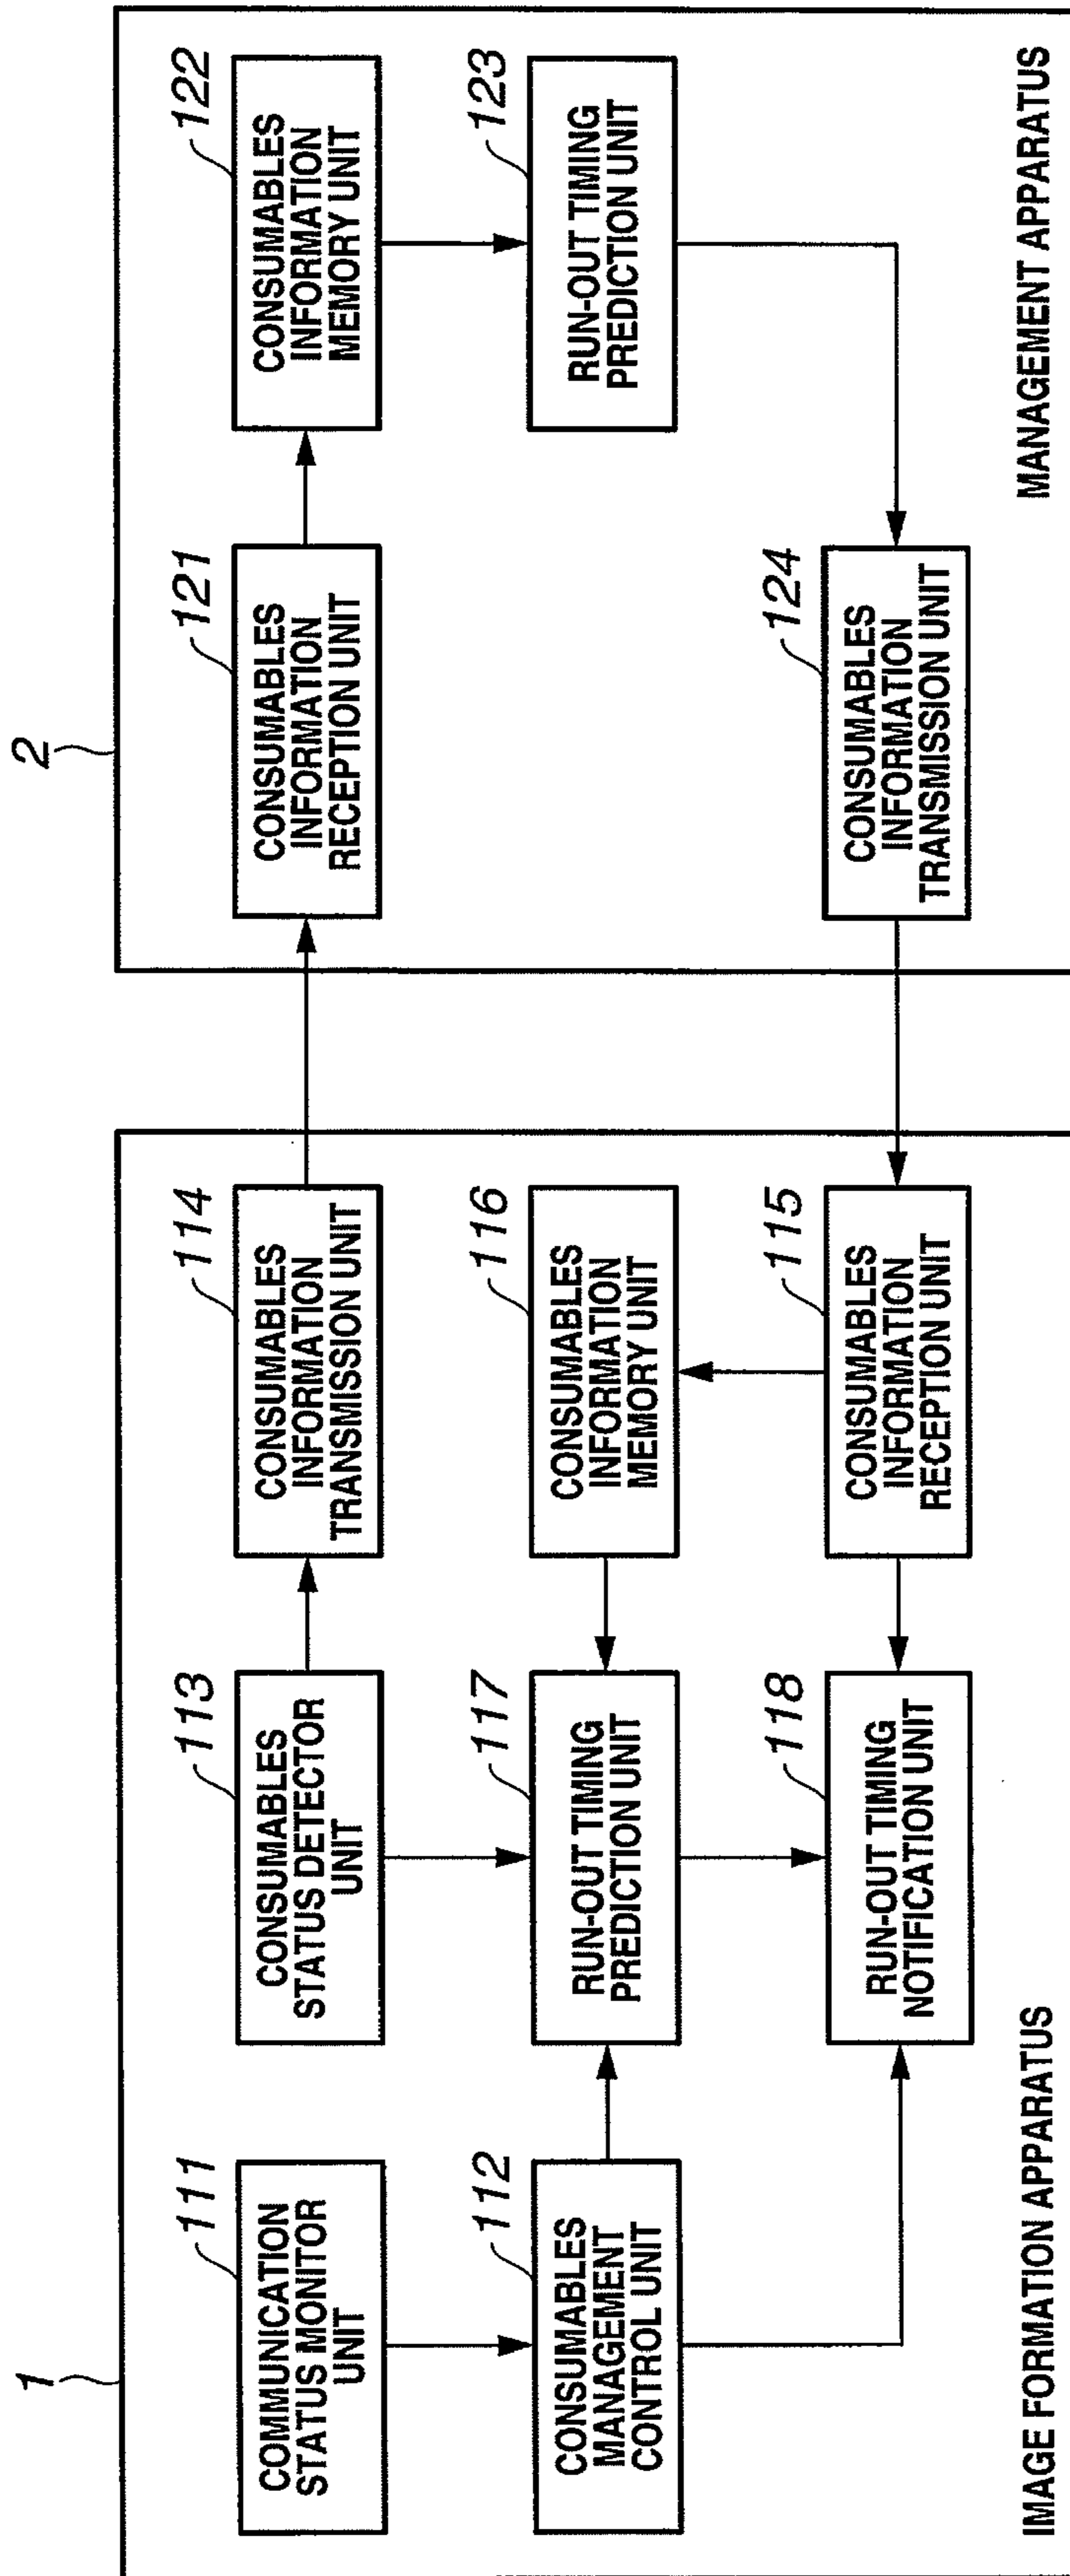 1
111
COMMUNICATION
STATUS MONITOR
UNIT
113
CONSUMABLES
STATUS DETECTOR
UNIT
114
CONSUMABLES
INFORMATION
TRANSMISSION UNIT
112
CONSUMABLES
MANAGEMENT
CONTROL UNIT
117
RUN-OUT TIMING
PREDICTION UNIT
116
CONSUMABLES
INFORMATION
MEMORY UNIT
118
RUN-OUT TIMING
NOTIFICATION UNIT
115
CONSUMABLES
INFORMATION
RECEPTION UNIT
IMAGE FORMATION APPARATUS
2
121
CONSUMABLES
INFORMATION
RECEPTION UNIT
122
CONSUMABLES
INFORMATION
MEMORY UNIT
123
RUN-OUT TIMING
PREDICTION UNIT
124
CONSUMABLES
INFORMATION
TRANSMISSION UNIT
MANAGEMENT APPARATUS